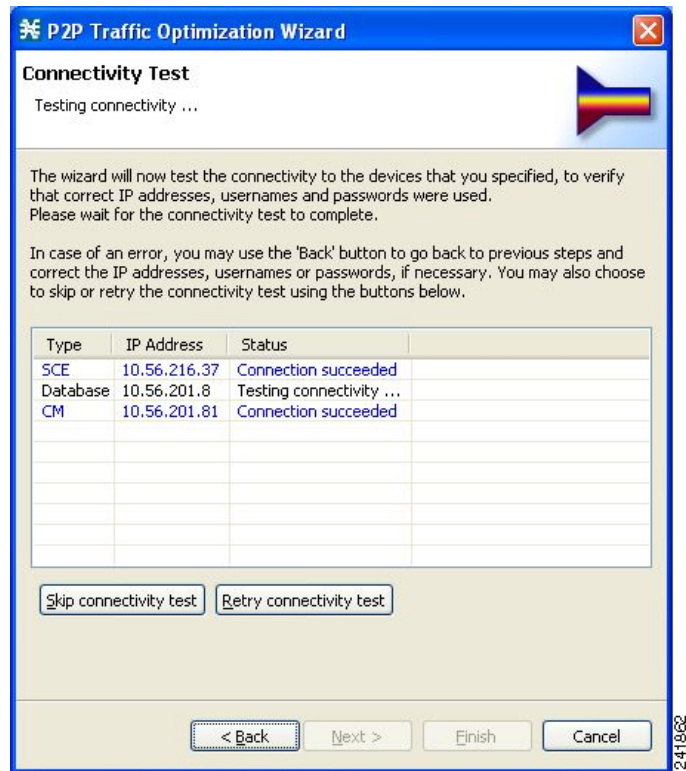 P2P Traffic Optimization Wizard
Connectivity Test
Testing connectivity ...
The wizard will now test the connectivity to the devices that you specified, to verify
that correct IP addresses, usernames and passwords were used.
Please wait for the connectivity test to complete.
In case of an error, you may use the 'Back' button to go back to previous steps and
correct the IP addresses, usernames or passwords, if necessary. You may also choose
to skip or retry the connectivity test using the buttons below.
Type IP Address Status
SCE 10.56.216.37 Connection succeeded
Database 10.56.201.8 Testing connectivity ...
CM 10.56.201.81 Connection succeeded
Skip connectivity test Retry connectivity test
< Back Next > Finish Cancel
241862